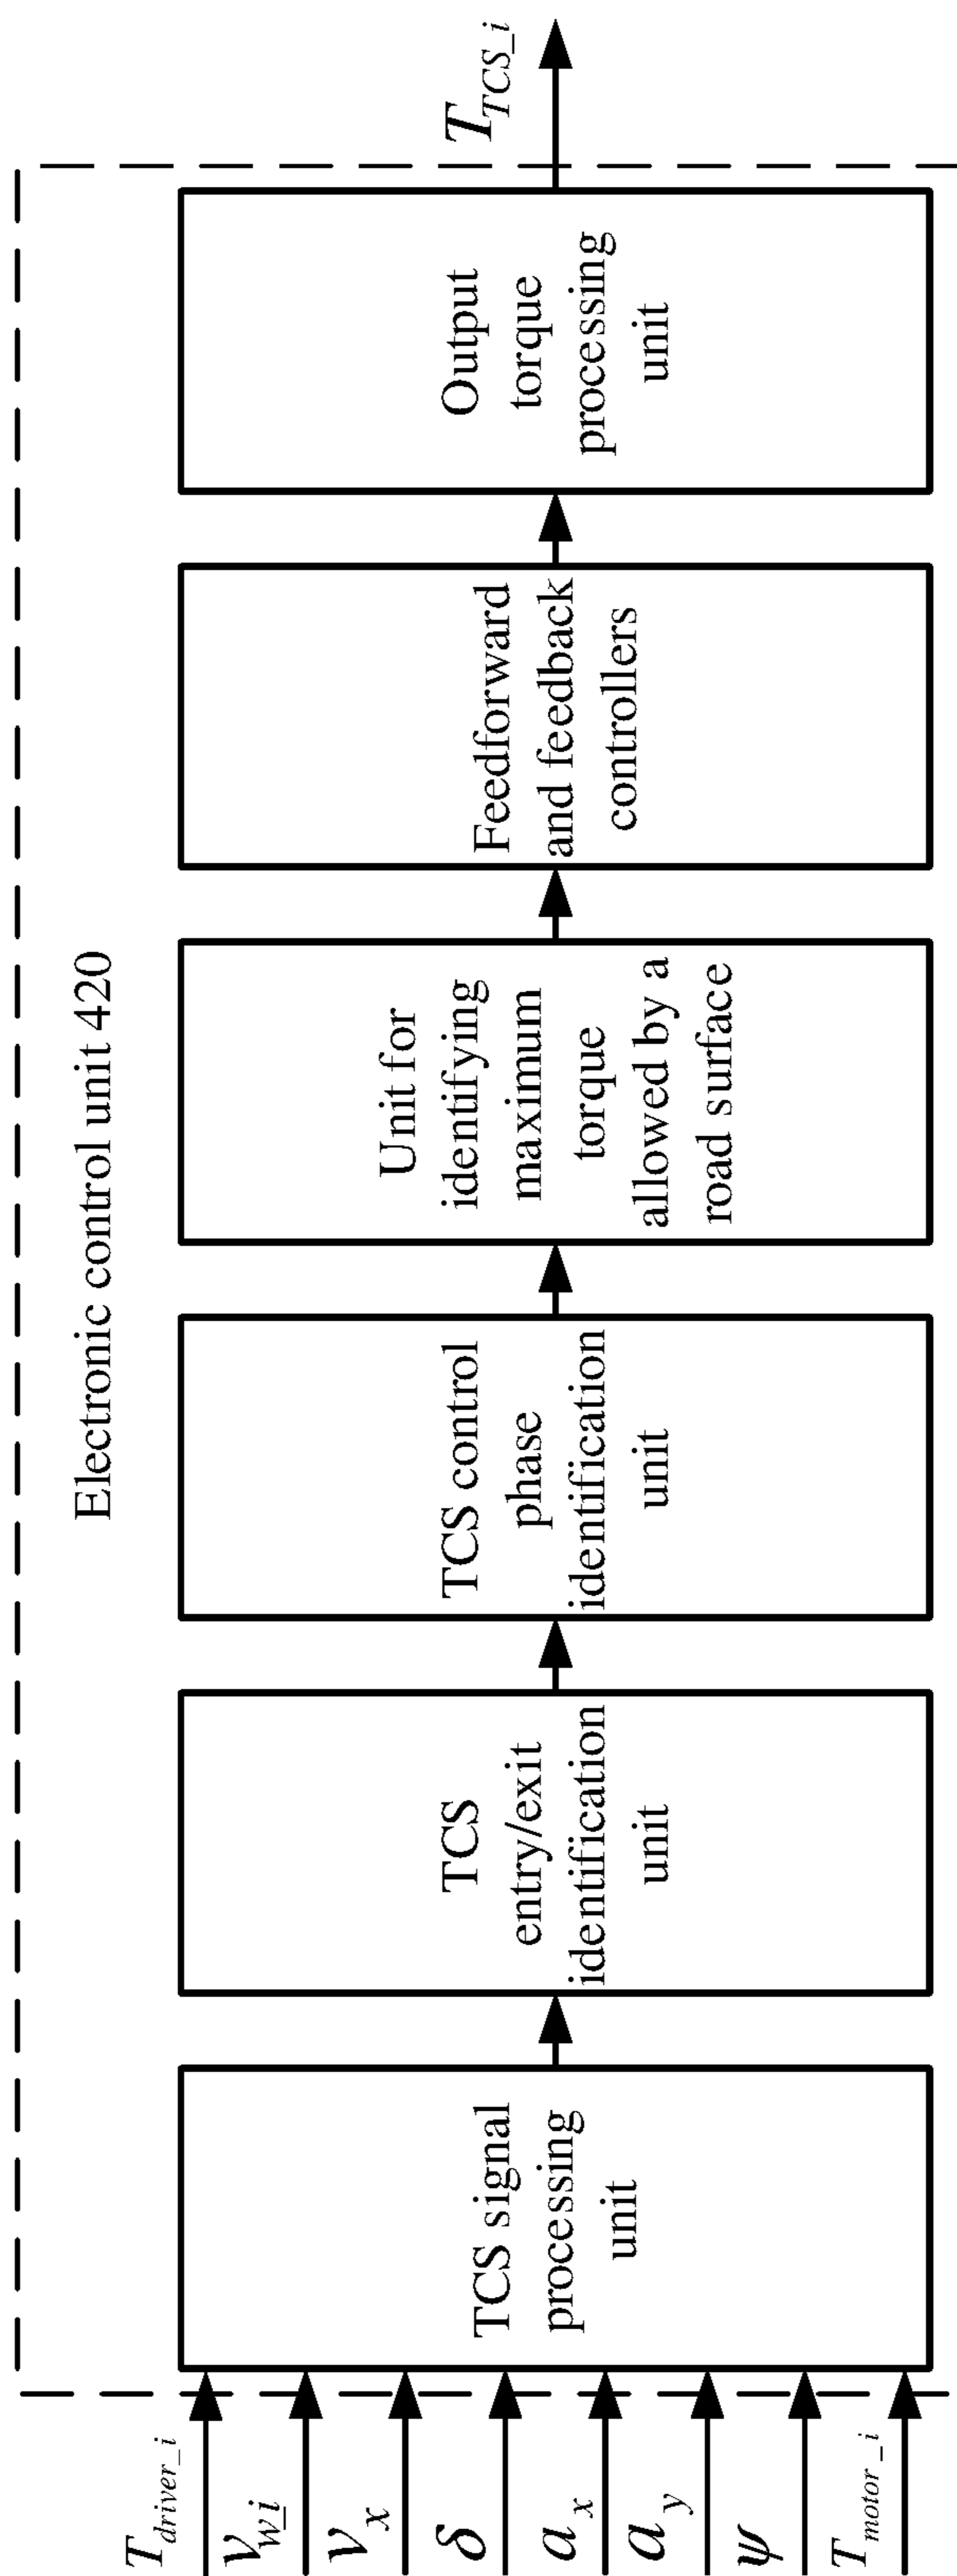 Electronic control unit 420
T_driver_i
v_w_i
v_x
δ
a_x
a_y
ψ
T_motor_i
TCS signal
processing
unit
TCS
entry/exit
identification
unit
TCS control
phase
identification
unit
Unit for
identifying
maximum
torque
allowed by a
road surface
Feedforward
and feedback
controllers
Output
torque
processing
unit
T_TCS_i